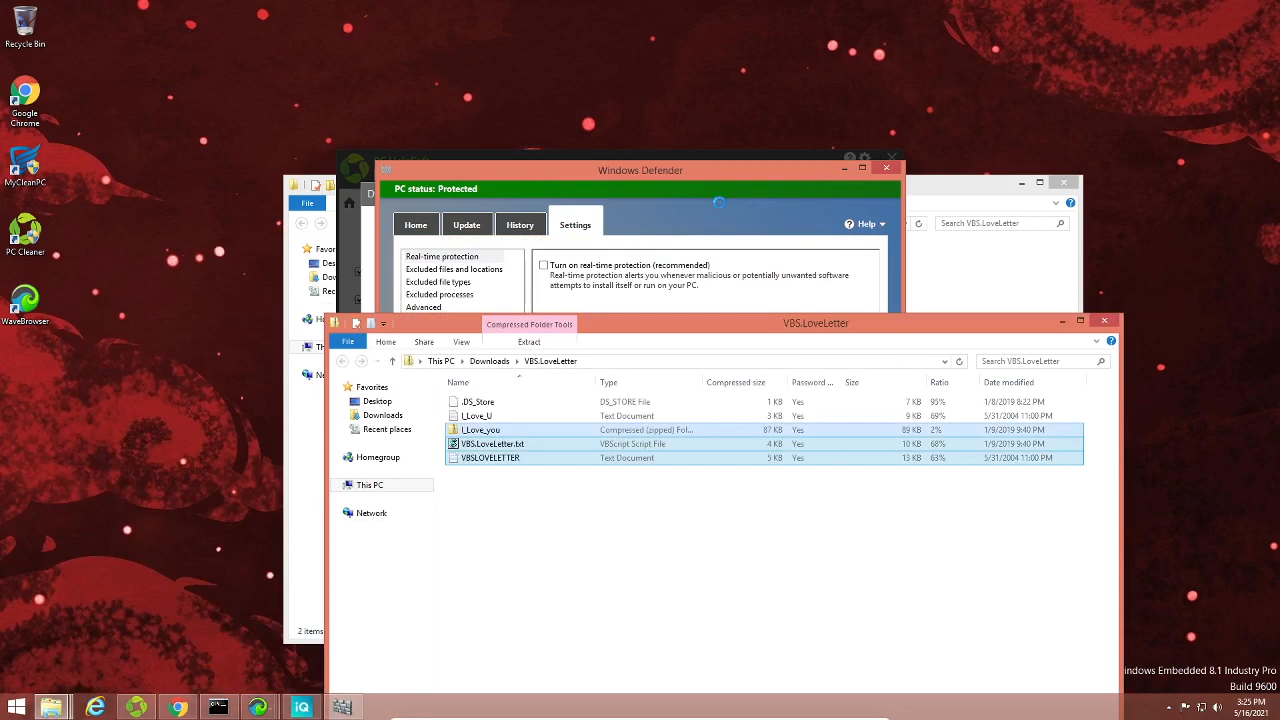 Recycle Bin
Google
Chrome
MyCleanPC
PC Cleaner
WaveBrowser
Windows Defender
PC status: Protected
Home
Update
History
Settings
Help
Real-time protection
Excluded files and locations
Excluded file types
Excluded processes
Advanced
Turn on real-time protection (recommended)
Real-time protection alerts you whenever malicious or potentially unwanted software
attempts to install itself or run on your PC.
File
Search VBS.LoveLetter
Favor
Des
Dov
Rec
2 items
Compressed Folder Tools
VBS.LoveLetter
File
Home
Share
View
Extract
This PC
Downloads
VBS.LoveLetter
Search VBS.LoveLetter
Favorites
Desktop
Downloads
Recent places
Homegroup
This PC
Network
Name Type Compressed size Password ... Size Ratio Date modified
.DS_Store DS_STORE File 1 KB Yes 7 KB 95% 1/8/2019 8:22 PM
I_Love_U Text Document 3 KB Yes 9 KB 69% 5/31/2004 11:00 PM
I_Love_you Compressed (zipped) Fol... 87 KB Yes 89 KB 2% 1/9/2019 9:40 PM
VBS.LoveLetter.txt VBScript Script File 4 KB Yes 10 KB 68% 1/9/2019 9:40 PM
VBSLOVELETTER Text Document 5 KB Yes 13 KB 63% 5/31/2004 11:00 PM
indows Embedded 8.1 Industry Pro
Build 9600
iQ
3:25 PM
5/16/2021